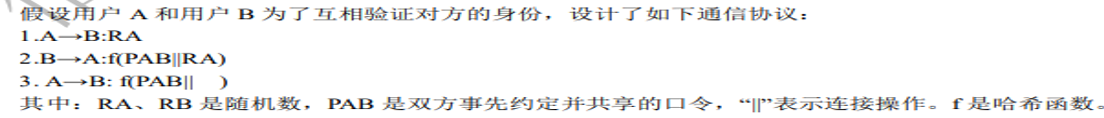 假设用户 A 和用户 B 为了互相验证对方的身份，设计了如下通信协议：
1.A→B:RA
2.B→A:f(PAB||RA)
3. A→B: f(PAB||　)
其中：RA、RB 是随机数，PAB 是双方事先约定并共享的口令，“||”表示连接操作。f 是哈希函数。